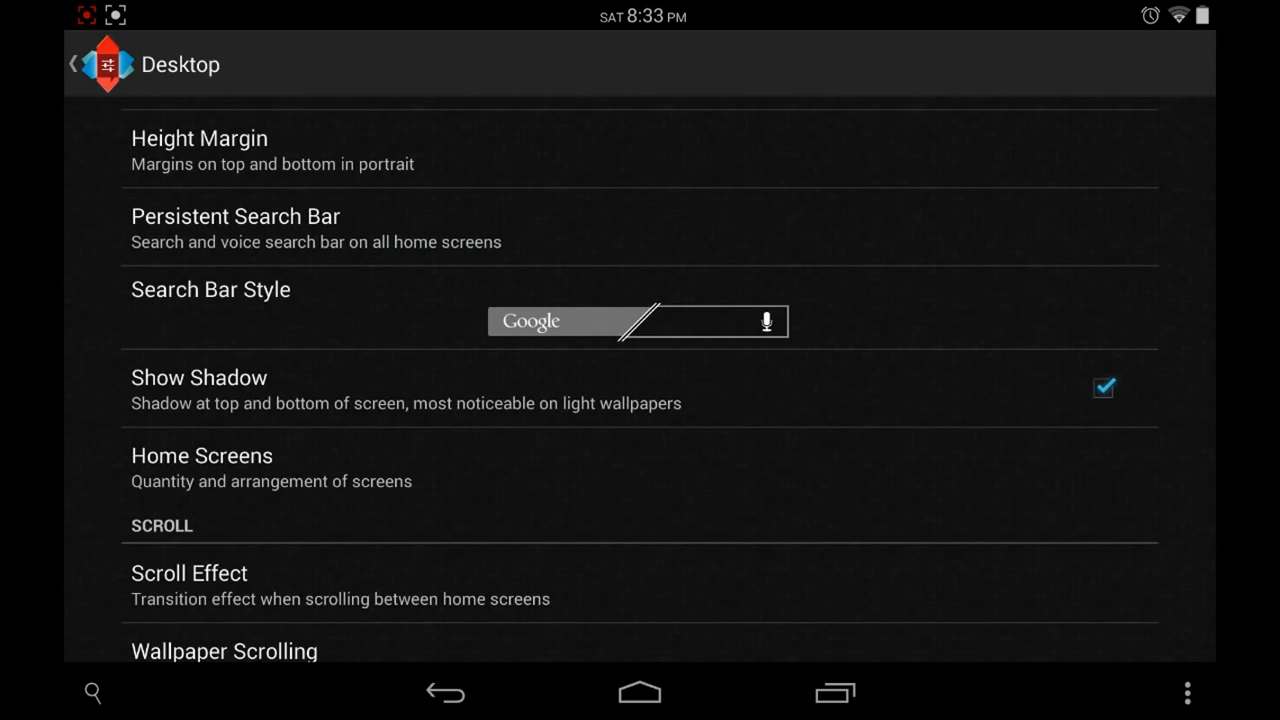 SAT 8:33 PM
Desktop
Height Margin
Margins on top and bottom in portrait
Persistent Search Bar
Search and voice search bar on all home screens
Search Bar Style
Google
Show Shadow
Shadow at top and bottom of screen, most noticeable on light wallpapers
Home Screens
Quantity and arrangement of screens
SCROLL
Scroll Effect
Transition effect when scrolling between home screens
Wallpaper Scrolling